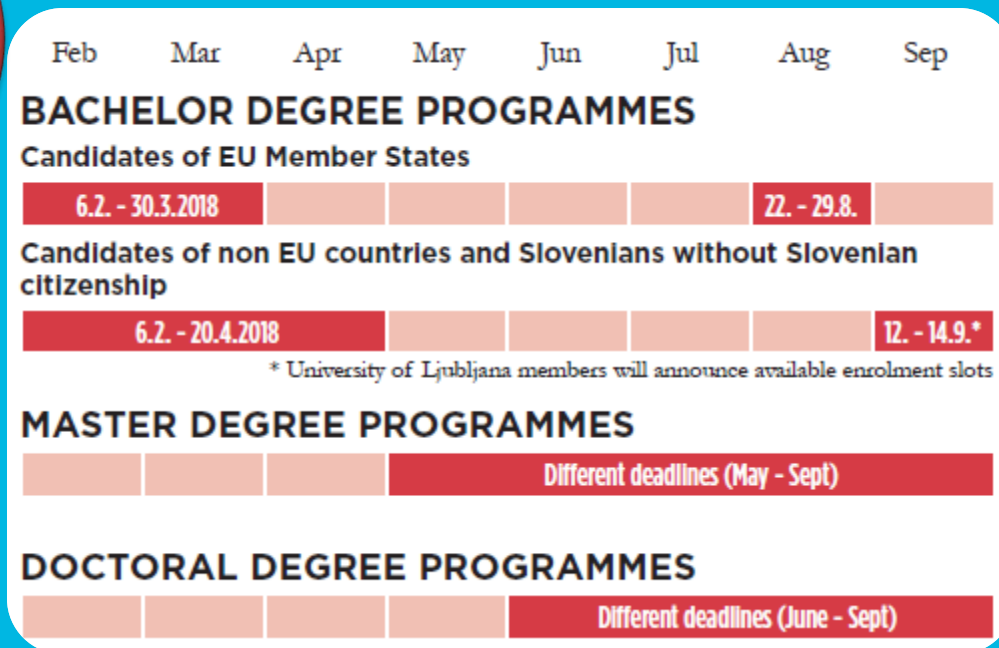 Feb Mar Apr May Jun Jul Aug Sep
BACHELOR DEGREE PROGRAMMES
Candidates of EU Member States
6.2. - 30.3.2018 22. - 29.8.
Candidates of non EU countries and Slovenians without Slovenian
citizenship
6.2. - 20.4.2018 12. - 14.9.*
* University of Ljubljana members will announce available enrolment slots
MASTER DEGREE PROGRAMMES
Different deadlines (May - Sept)
DOCTORAL DEGREE PROGRAMMES
Different deadlines (June - Sept)